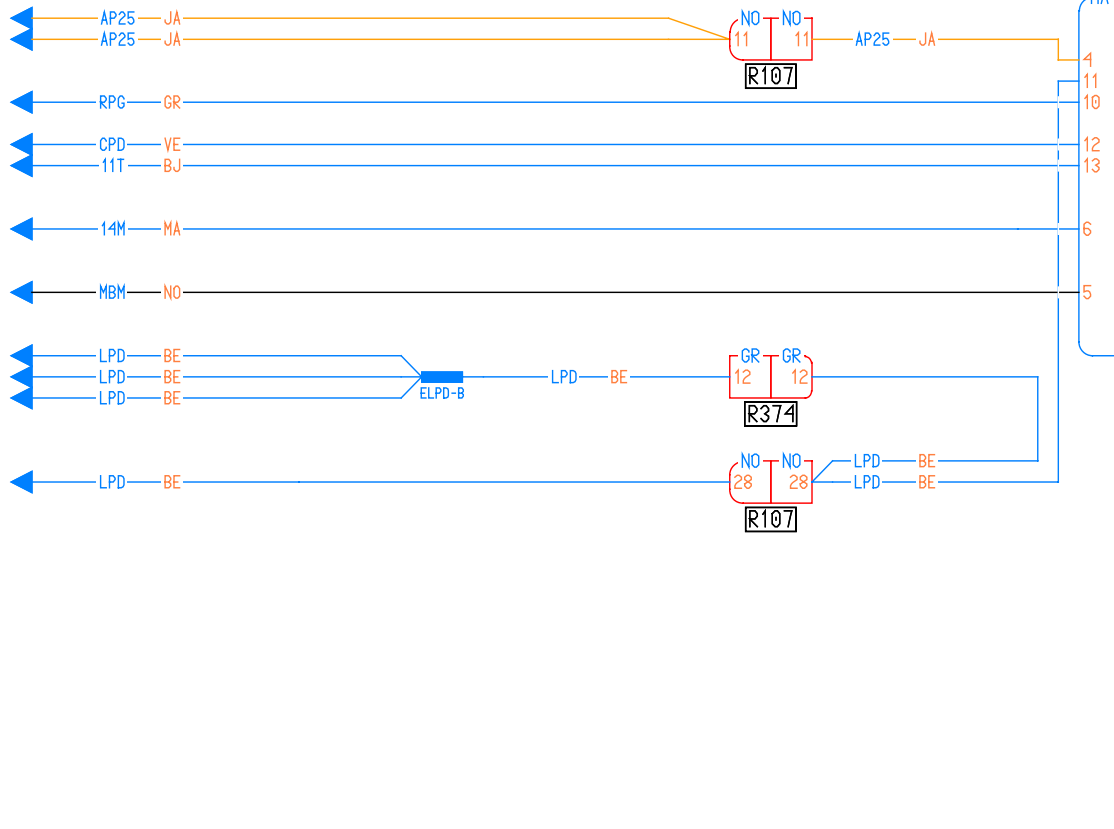 AP25 JA NO NO
AP25 JA 11 11 AP25 JA
4
R107
11
RPG GR 10
CPD VE 12
11T BJ 13
14M MA 6
MBM NO 5
LPD BE GR GR
LPD BE LPD BE 12 12
ELPD-B
LPD BE
R374
NO NO LPD BE
LPD BE 28 28 LPD BE
R107